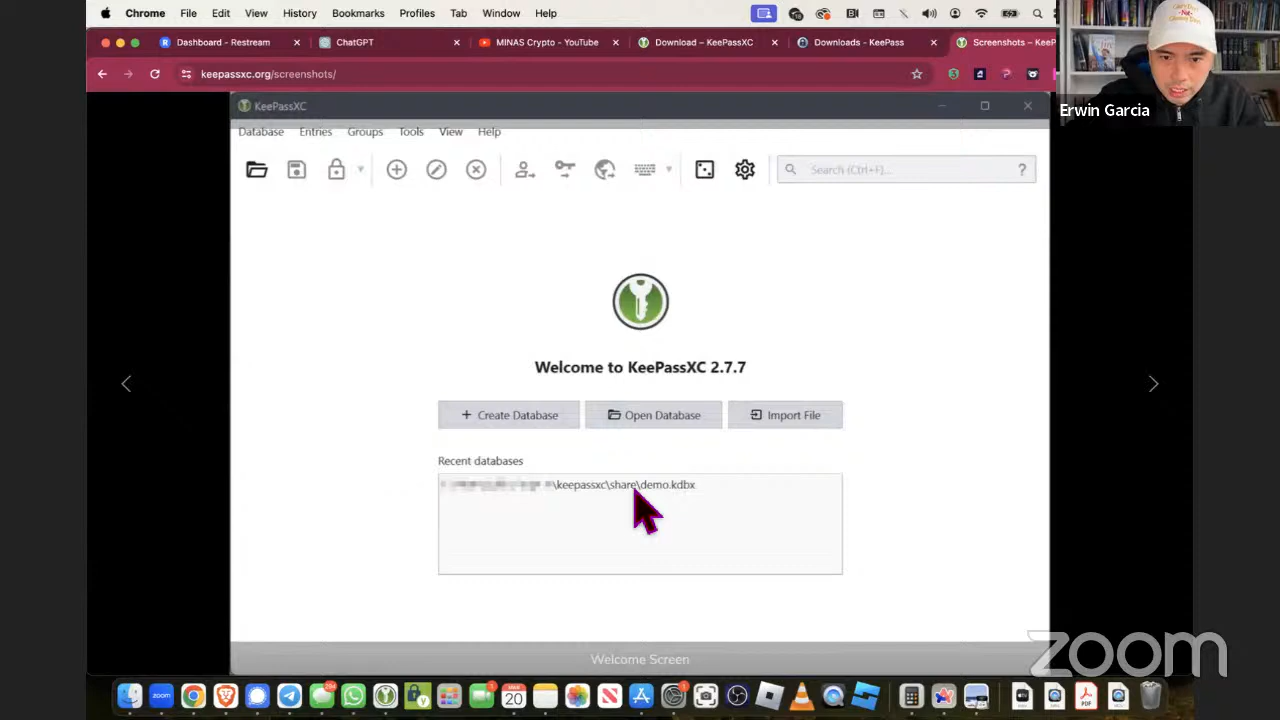 Chrome File Edit View History Bookmarks Profiles Tab Window Help
Dashboard - Restream
ChatGPT
MINAS Crypto - YouTube
Download – KeePassXC
Downloads - KeePass
Screenshots – KeeP
keepassxc.org/screenshots/
Erwin Garcia
KeePassXC
Database Entries Groups Tools View Help
Search (Ctrl+F)... ?
Welcome to KeePassXC 2.7.7
+ Create Database
Open Database
Import File
Recent databases
\keepassxc\share\demo.kdbx
Welcome Screen
zoom
zoom
20
PDF